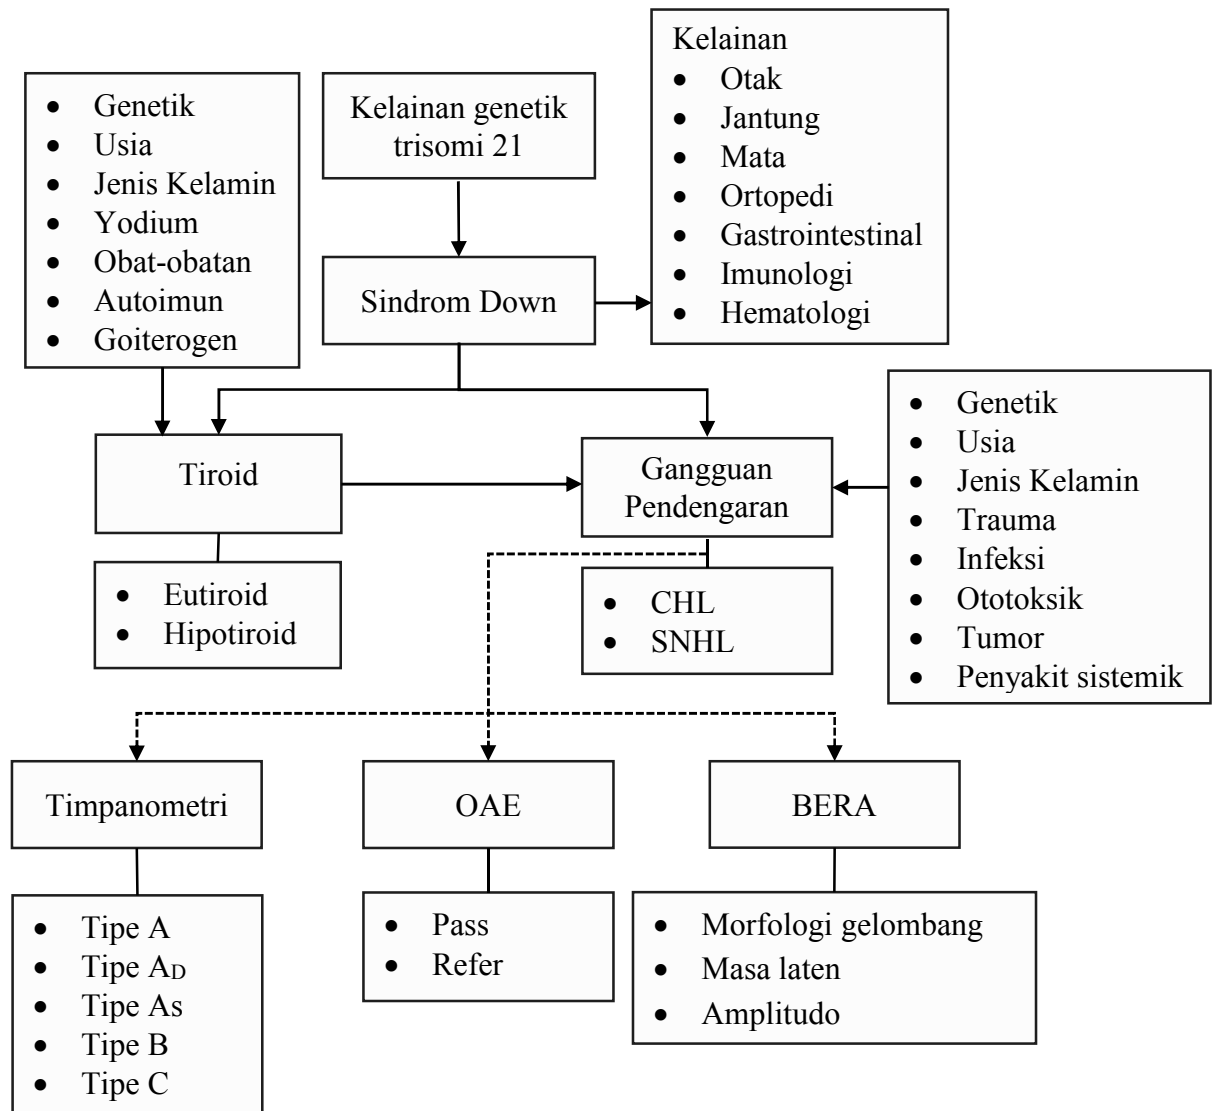 Kelainan
• Otak
• Jantung
• Mata
• Ortopedi
• Gastrointestinal
• Imunologi
• Hematologi
• Genetik
• Usia
• Jenis Kelamin
• Yodium
• Obat-obatan
• Autoimun
• Goiterogen
Kelainan genetik
trisomi 21
Sindrom Down
Tiroid
Gangguan
Pendengaran
• Genetik
• Usia
• Jenis Kelamin
• Trauma
• Infeksi
• Ototoksik
• Tumor
• Penyakit sistemik
• Eutiroid
• Hipotiroid
• CHL
• SNHL
Timpanometri
OAE
BERA
• Tipe A
• Tipe AD
• Tipe As
• Tipe B
• Tipe C
• Pass
• Refer
• Morfologi gelombang
• Masa laten
• Amplitudo